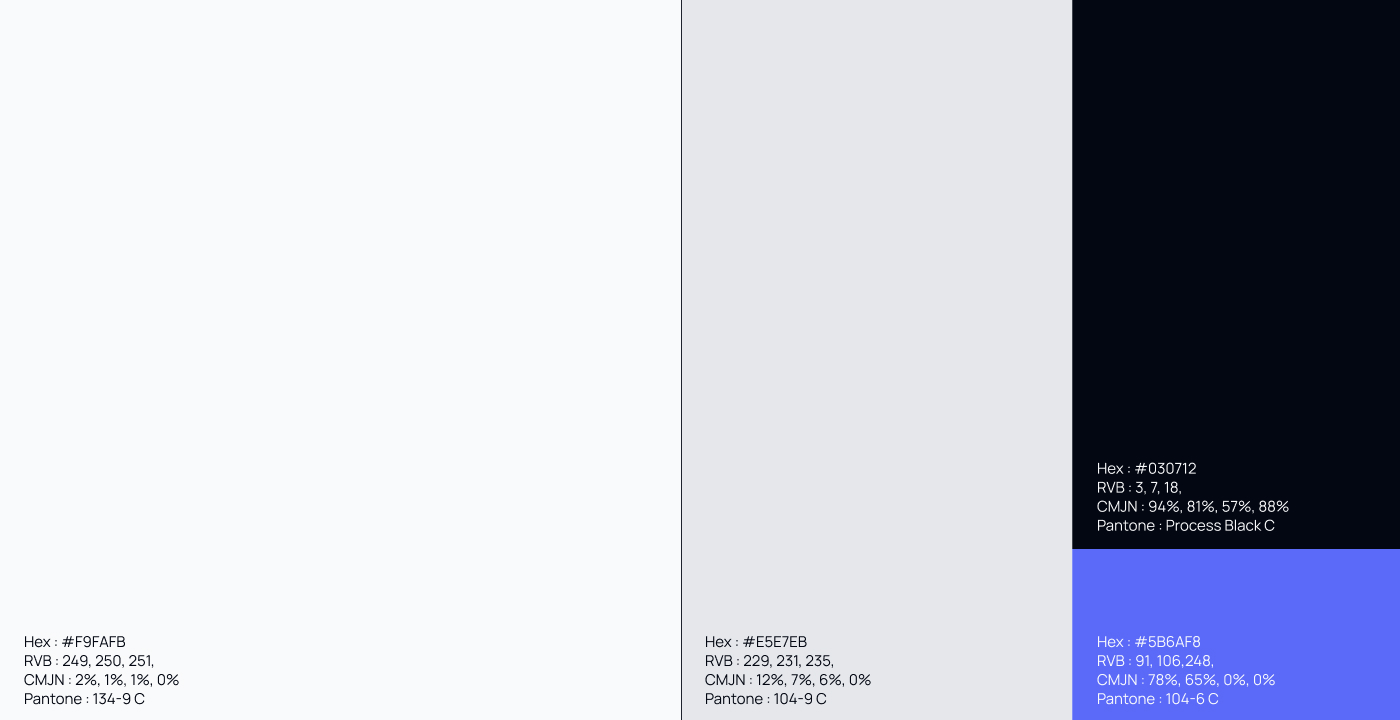 Hex : #F9FAFB
RVB : 249, 250, 251,
CMJN : 2%, 1%, 1%, 0%
Pantone : 134-9 C
Hex : #E5E7EB
RVB : 229, 231, 235,
CMJN : 12%, 7%, 6%, 0%
Pantone : 104-9 C
Hex : #030712
RVB : 3, 7, 18,
CMJN : 94%, 81%, 57%, 88%
Pantone : Process Black C
Hex : #5B6AF8
RVB : 91, 106,248,
CMJN : 78%, 65%, 0%, 0%
Pantone : 104-6 C